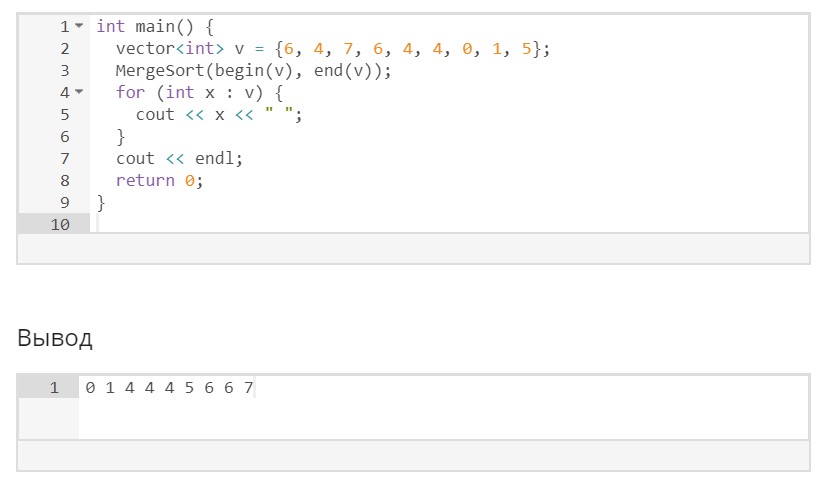 1 int main() {
2 vector<int> v = {6, 4, 7, 6, 4, 4, 0, 1, 5};
3 MergeSort(begin(v), end(v));
4 for (int x : v) {
5 cout << x << " ";
6 }
7 cout << endl;
8 return 0;
9 }
10
Вывод
1 0 1 4 4 4 5 6 6 7